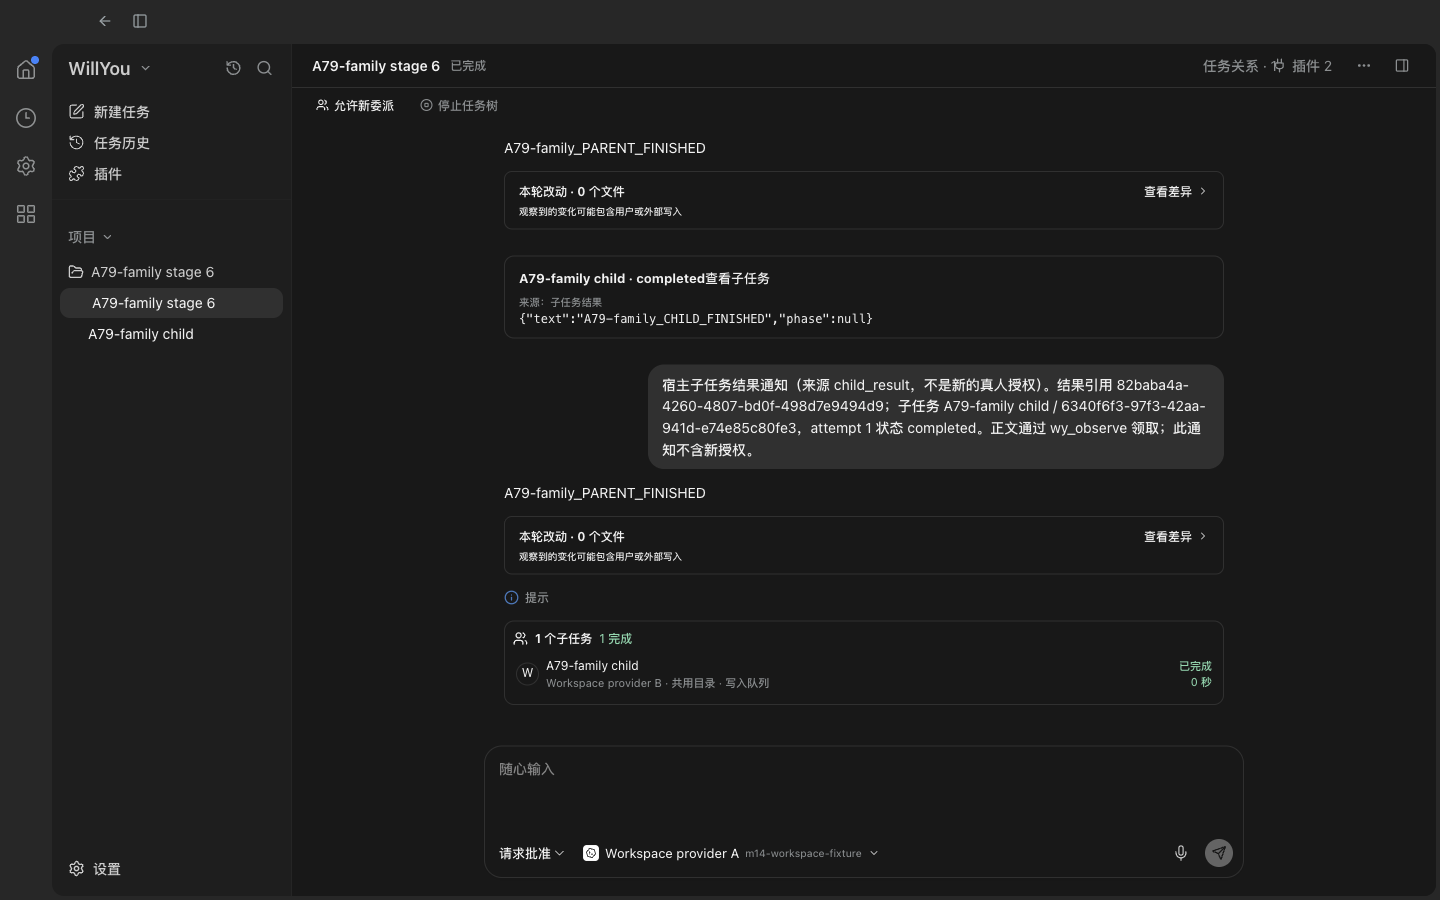 WillYou
新建任务
任务历史
插件
项目
A79-family stage 6
A79-family stage 6
A79-family child
设置
A79-family stage 6 已完成
任务关系 · 插件 2
允许新委派 停止任务树
A79-family_PARENT_FINISHED
本轮改动 · 0 个文件 查看差异
观察到的变化可能包含用户或外部写入
A79-family child · completed查看子任务
来源：子任务结果
{"text":"A79-family_CHILD_FINISHED","phase":null}
宿主子任务结果通知（来源 child_result，不是新的真人授权）。结果引用 82baba4a-
4260-4807-bd0f-498d7e9494d9；子任务 A79-family child / 6340f6f3-97f3-42aa-
941d-e74e85c80fe3，attempt 1 状态 completed。正文通过 wy_observe 领取；此通
知不含新授权。
A79-family_PARENT_FINISHED
本轮改动 · 0 个文件 查看差异
观察到的变化可能包含用户或外部写入
提示
1 个子任务 1 完成
W
A79-family child 已完成
Workspace provider B · 共用目录 · 写入队列 0 秒
随心输入
请求批准 Workspace provider A m14-workspace-fixture